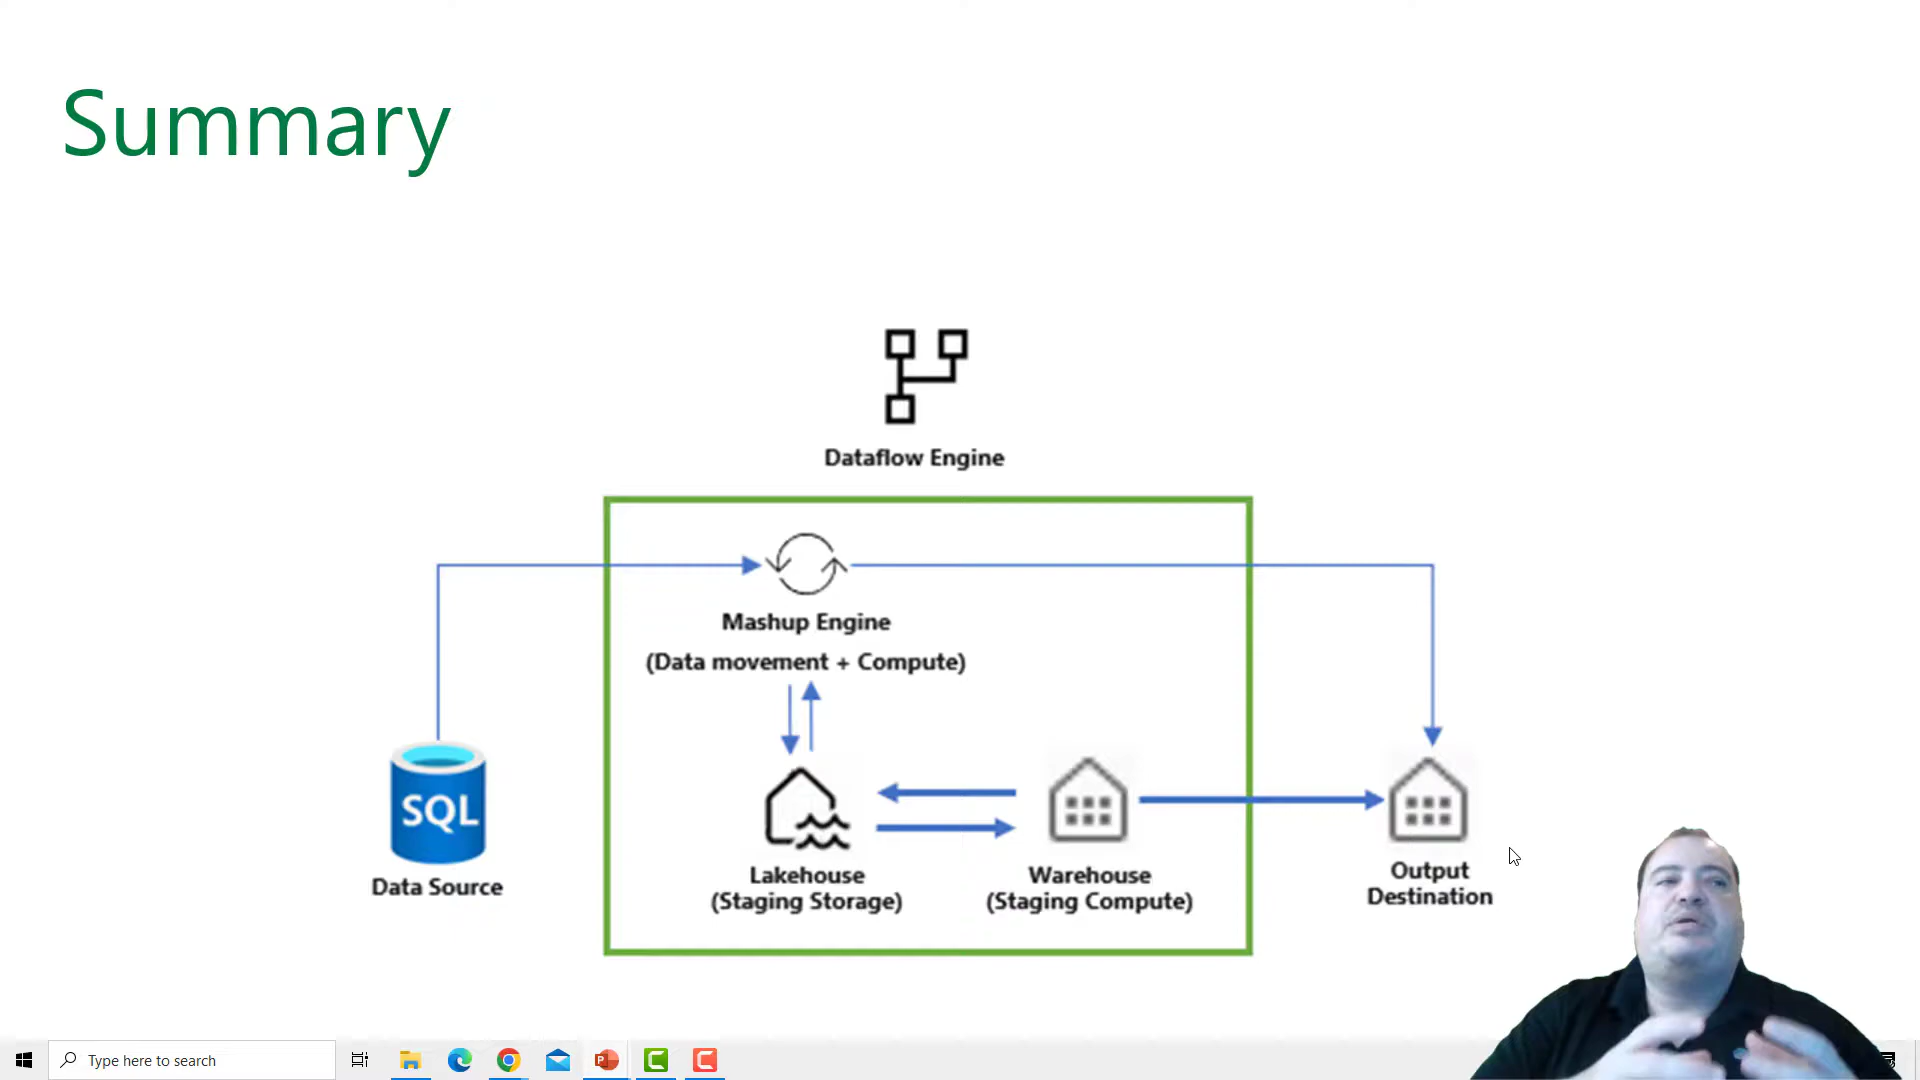 Summary
Dataflow Engine
Mashup Engine
(Data movement + Compute)
SQL
Data Source
Lakehouse
(Staging Storage)
Warehouse
(Staging Compute)
Output
Destination
Type here to search